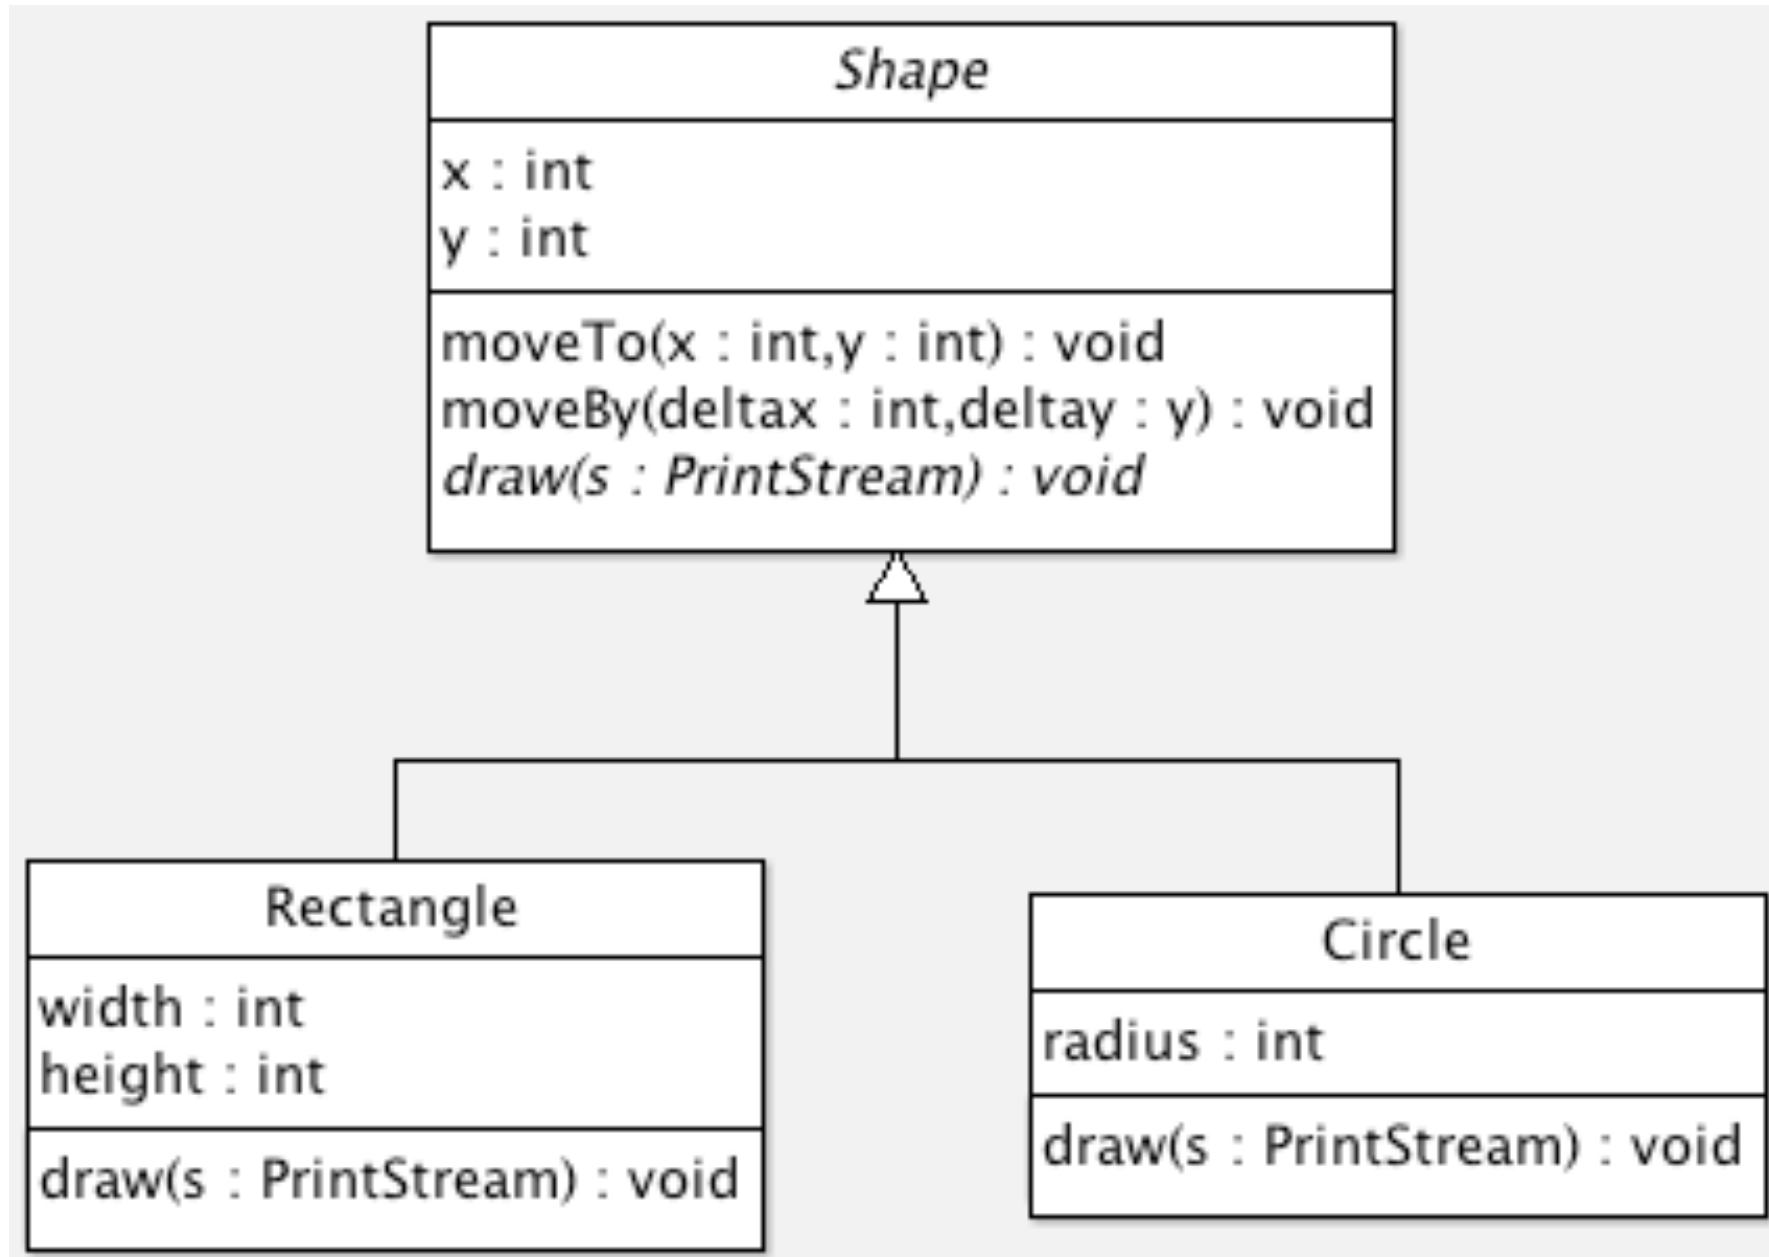 Shape
x : int
y : int
moveTo(x : int,y : int) : void
moveBy(deltax : int,deltay : y) : void
draw(s : PrintStream) : void
Rectangle
width : int
height : int
draw(s : PrintStream) : void
Circle
radius : int
draw(s : PrintStream) : void